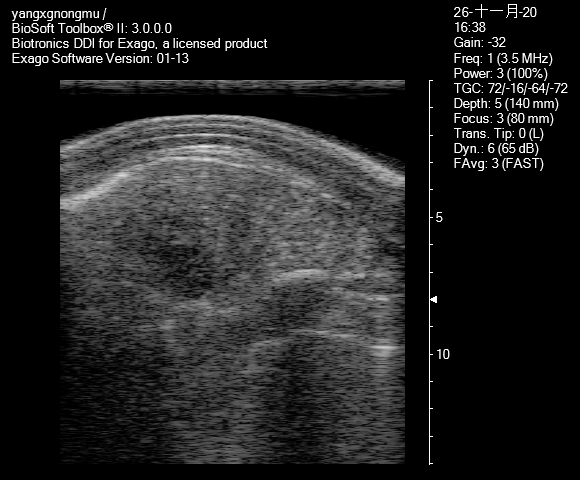 yangxgnongmu /
BioSoft Toolbox® II: 3.0.0.0
Biotronics DDI for Exago, a licensed product
Exago Software Version: 01-13
26-十一月-20
16:38
Gain: -32
Freq: 1 (3.5 MHz)
Power: 3 (100%)
TGC: 72/-16/-64/-72
Depth: 5 (140 mm)
Focus: 3 (80 mm)
Trans. Tip: 0 (L)
Dyn.: 6 (65 dB)
FAvg: 3 (FAST)
5
10